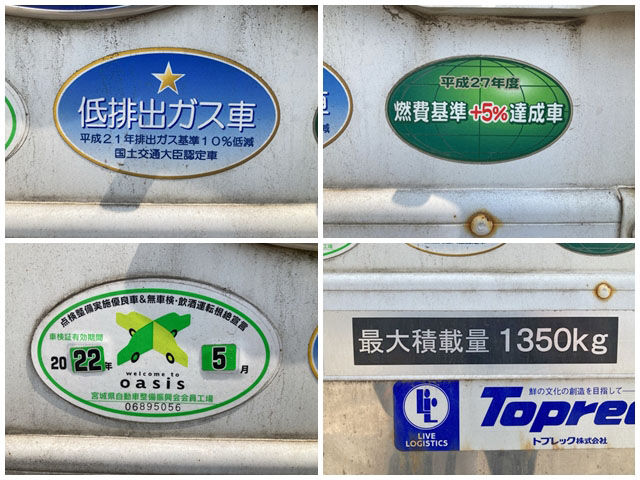 低排出ガス車
平成21年排出ガス基準10%低減
国土交通大臣認定車
平成27年度
燃費基準+5%達成車
点検整備実施優良車&無車検・飲酒運転根絶宣言
車検証有効期間
2022年 5月
welcome to
oasis
宮城県自動車整備振興会会員工場
06895056
最大積載量 1350kg
LIVE
LOGISTICS
鮮の文化の創造を目指して
Toprec
トプレック株式会社